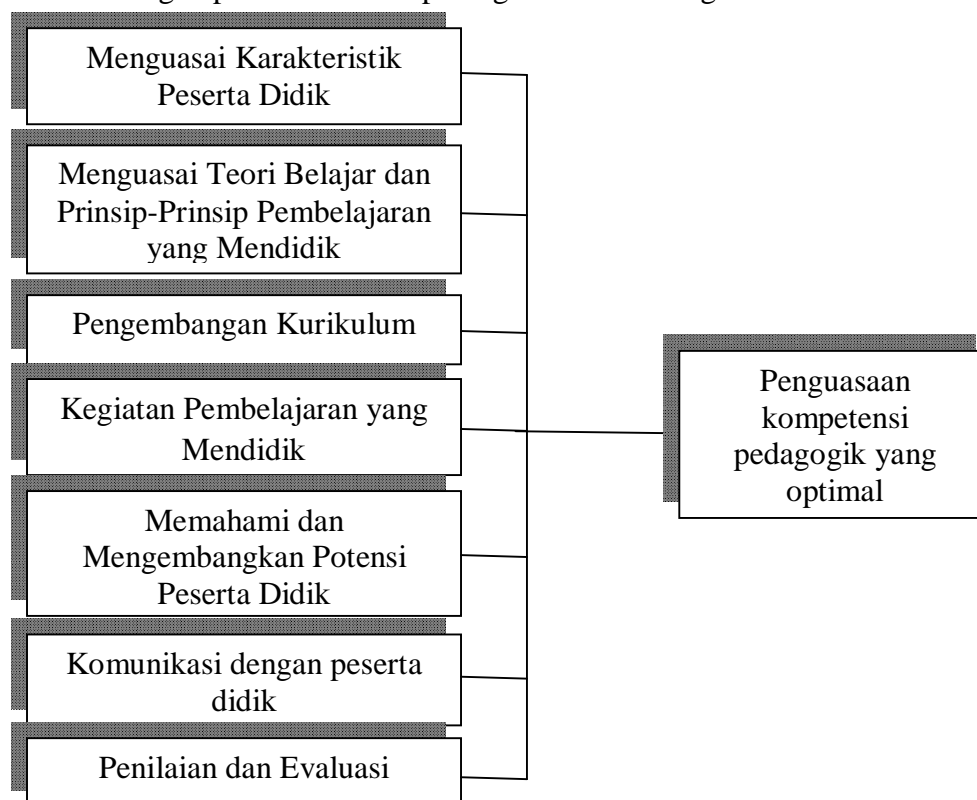 Menguasai Karakteristik
Peserta Didik
Menguasai Teori Belajar dan
Prinsip-Prinsip Pembelajaran
yang Mendidik
Pengembangan Kurikulum
Kegiatan Pembelajaran yang
Mendidik
Memahami dan
Mengembangkan Potensi
Peserta Didik
Komunikasi dengan peserta
didik
Penilaian dan Evaluasi
Penguasaan
kompetensi
pedagogik yang
optimal